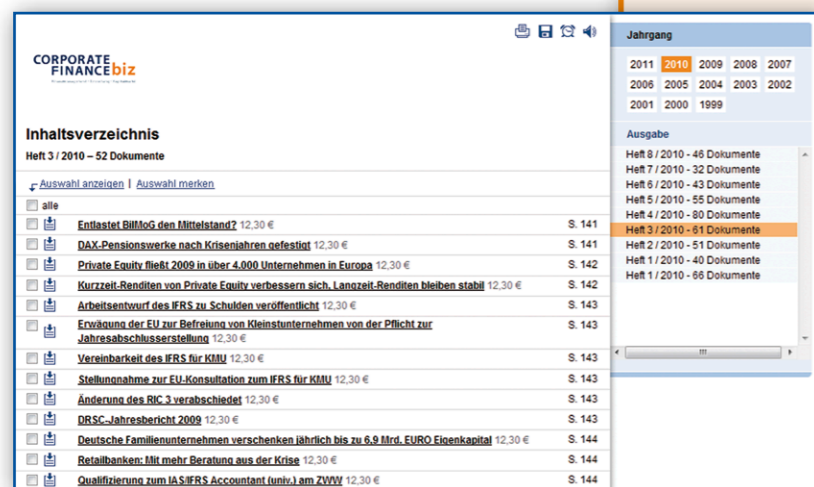 CORPORATE
FINANCEbiz
Inhaltsverzeichnis
Heft 3 / 2010 – 52 Dokumente
Auswahl anzeigen | Auswahl merken
alle
Entlastet BilMoG den Mittelstand? 12,30 € S. 141
DAX-Pensionswerke nach Krisenjahren gefestigt 12,30 € S. 141
Private Equity fließt 2009 in über 4.000 Unternehmen in Europa 12,30 € S. 142
Kurzzeit-Renditen von Private Equity verbessern sich, Langzeit-Renditen bleiben stabil 12,30 € S. 142
Arbeitsentwurf des IFRS zu Schulden veröffentlicht 12,30 € S. 143
Erwägung der EU zur Befreiung von Kleinstunternehmen von der Pflicht zur S. 143
Jahresabschlusserstellung 12,30 €
Vereinbarkeit des IFRS für KMU 12,30 € S. 143
Stellungnahme zur EU-Konsultation zum IFRS für KMU 12,30 € S. 143
Änderung des RIC 3 verabschiedet 12,30 € S. 143
DRSC-Jahresbericht 2009 12,30 € S. 143
Deutsche Familienunternehmen verschenken jährlich bis zu 6,9 Mrd. EURO Eigenkapital 12,30 € S. 144
Retailbanken: Mit mehr Beratung aus der Krise 12,30 € S. 144
Qualifizierung zum IAS/IFRS Accountant (univ.) am ZWW 12,30 € S. 144
Jahrgang
2011 2010 2009 2008 2007
2006 2005 2004 2003 2002
2001 2000 1999
Ausgabe
Heft 8 / 2010 - 46 Dokumente
Heft 7 / 2010 - 32 Dokumente
Heft 6 / 2010 - 43 Dokumente
Heft 5 / 2010 - 55 Dokumente
Heft 4 / 2010 - 80 Dokumente
Heft 3 / 2010 - 61 Dokumente
Heft 2 / 2010 - 51 Dokumente
Heft 1 / 2010 - 40 Dokumente
Heft 1 / 2010 - 66 Dokumente